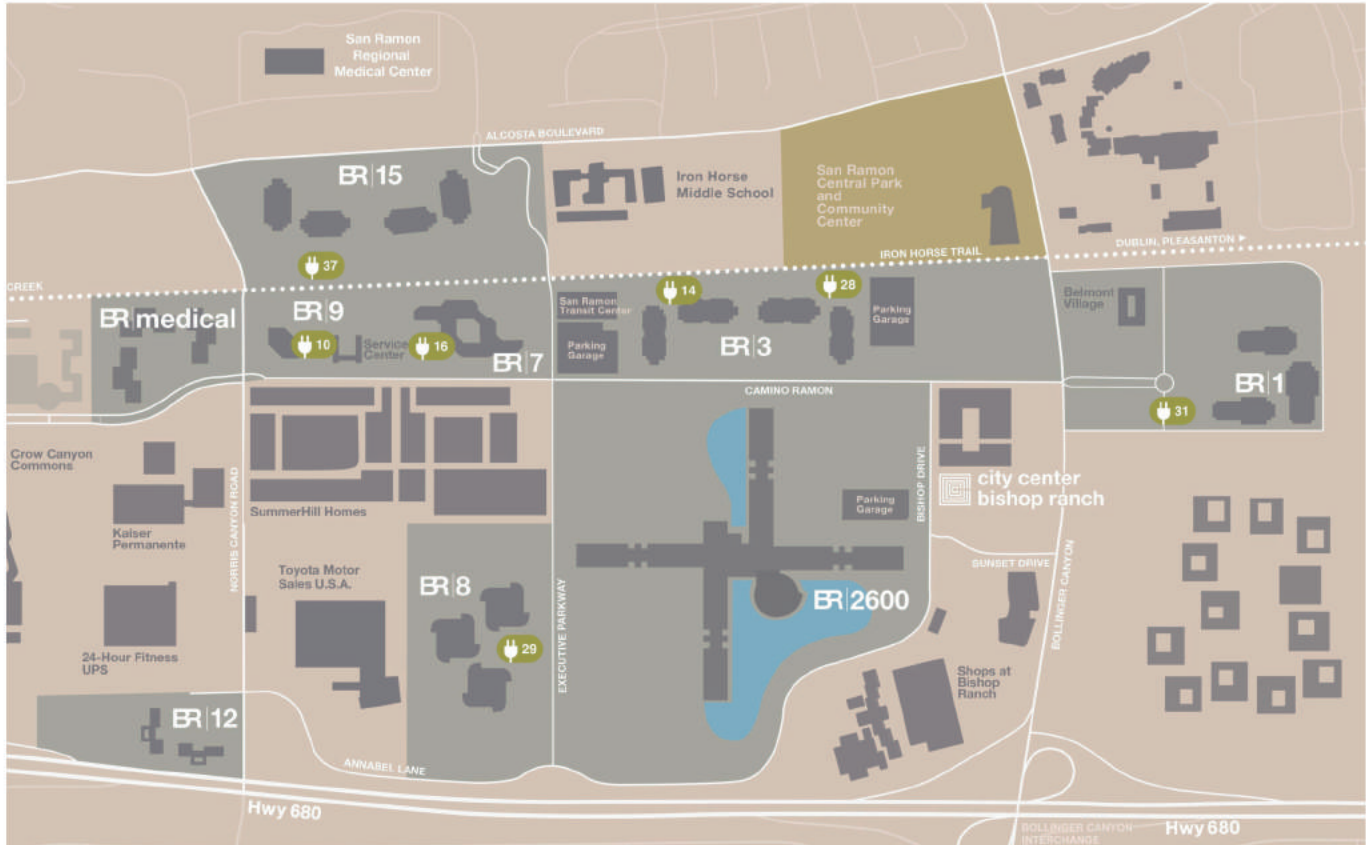 San Ramon
Regional
Medical Center
ALCOSTA BOULEVARD
BR|15
Iron Horse
Middle School
San Ramon
Central Park
and
Community
Center
IRON HORSE TRAIL
DUBLIN, PLEASANTON ►
37
CREEK
BR medical
BR|9
10
Service
Center
16
BR|7
San Ramon
Transit Center
Parking
Garage
14
28
BR|3
Parking
Garage
Belmont
Village
BR|1
31
CAMINO RAMON
Crow Canyon
Commons
Kaiser
Permanente
NORRIS CANYON ROAD
SummerHill Homes
BISHOP DRIVE
city center
bishop ranch
Parking
Garage
Toyota Motor
Sales U.S.A.
BR|8
29
EXECUTIVE PARKWAY
BR|2600
SUNSET DRIVE
BOLLINGER CANYON
24-Hour Fitness
UPS
Shops at
Bishop
Ranch
BR|12
ANNABEL LANE
Hwy 680
BOLLINGER CANYON
INTERCHANGE
Hwy 680